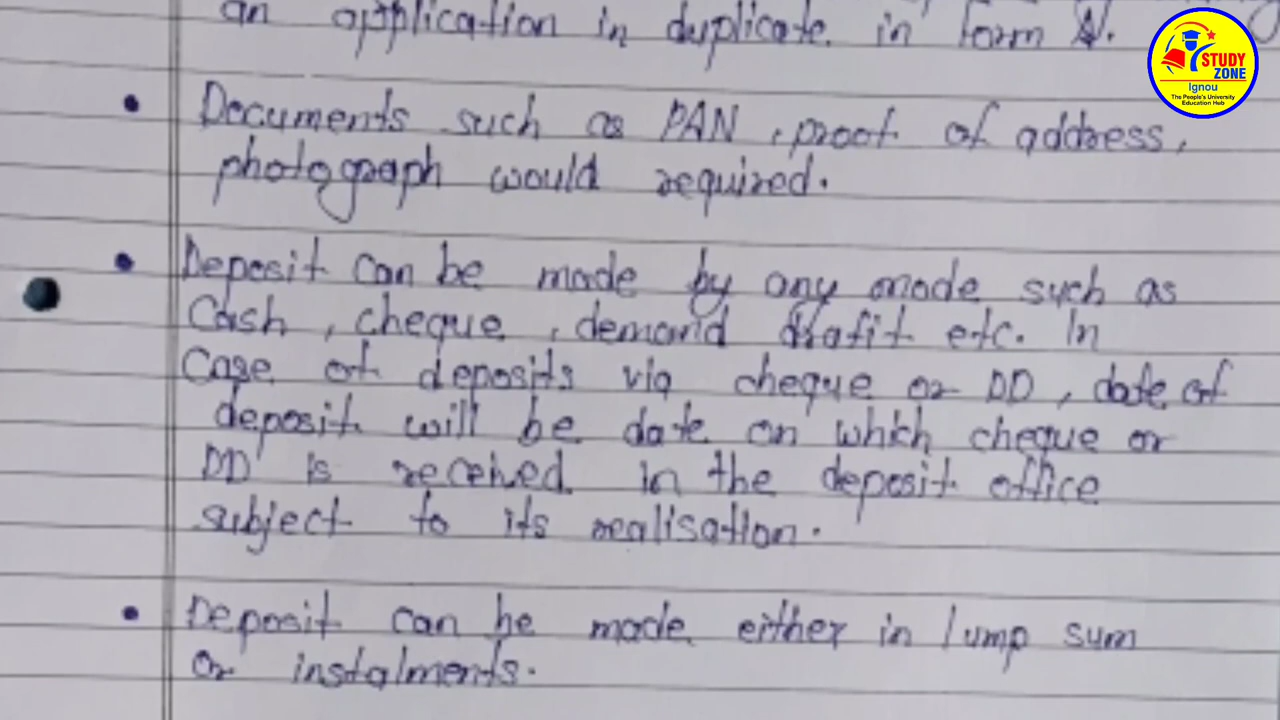 an application in duplicate in form A.
Documents such as PAN, proof of address,
photograph would required.
Deposit can be made by any mode such as
Cash, cheque, demand drafit etc. In
Case of deposits via cheque or DD, date of
deposit will be date on which cheque or
DD is received in the deposit office
subject to its realisation.
Deposit can be made either in lump sum
or instalments.
STUDY
ZONE
Ignou
The People's University
Education Hub